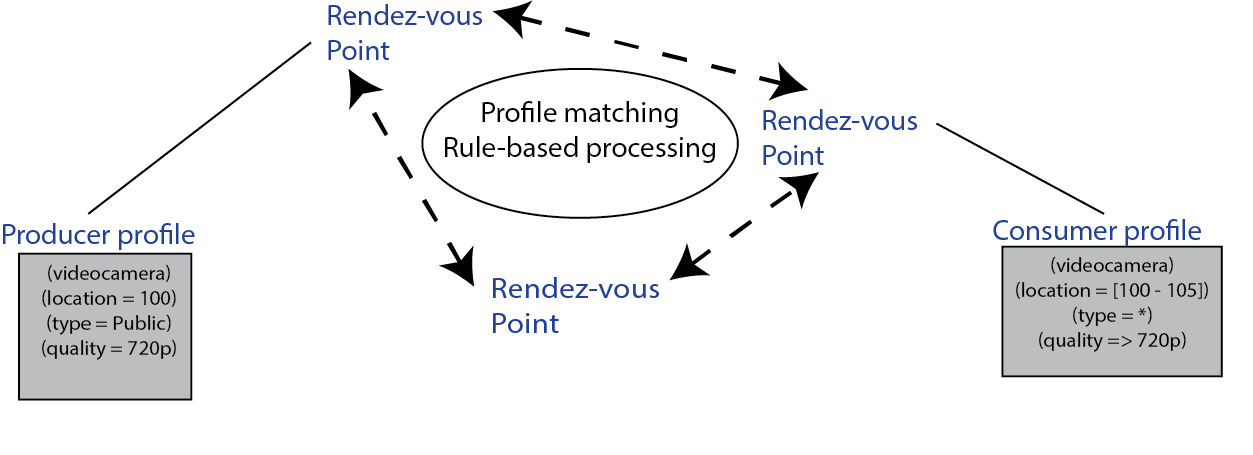 Rendez-vous
Point
Profile matching
Rule-based processing
Rendez-vous
Point
Producer profile
(videocamera)
(location = 100)
(type = Public)
(quality = 720p)
Consumer profile
(videocamera)
(location = [100 - 105])
(type = *)
(quality => 720p)
Rendez-vous
Point